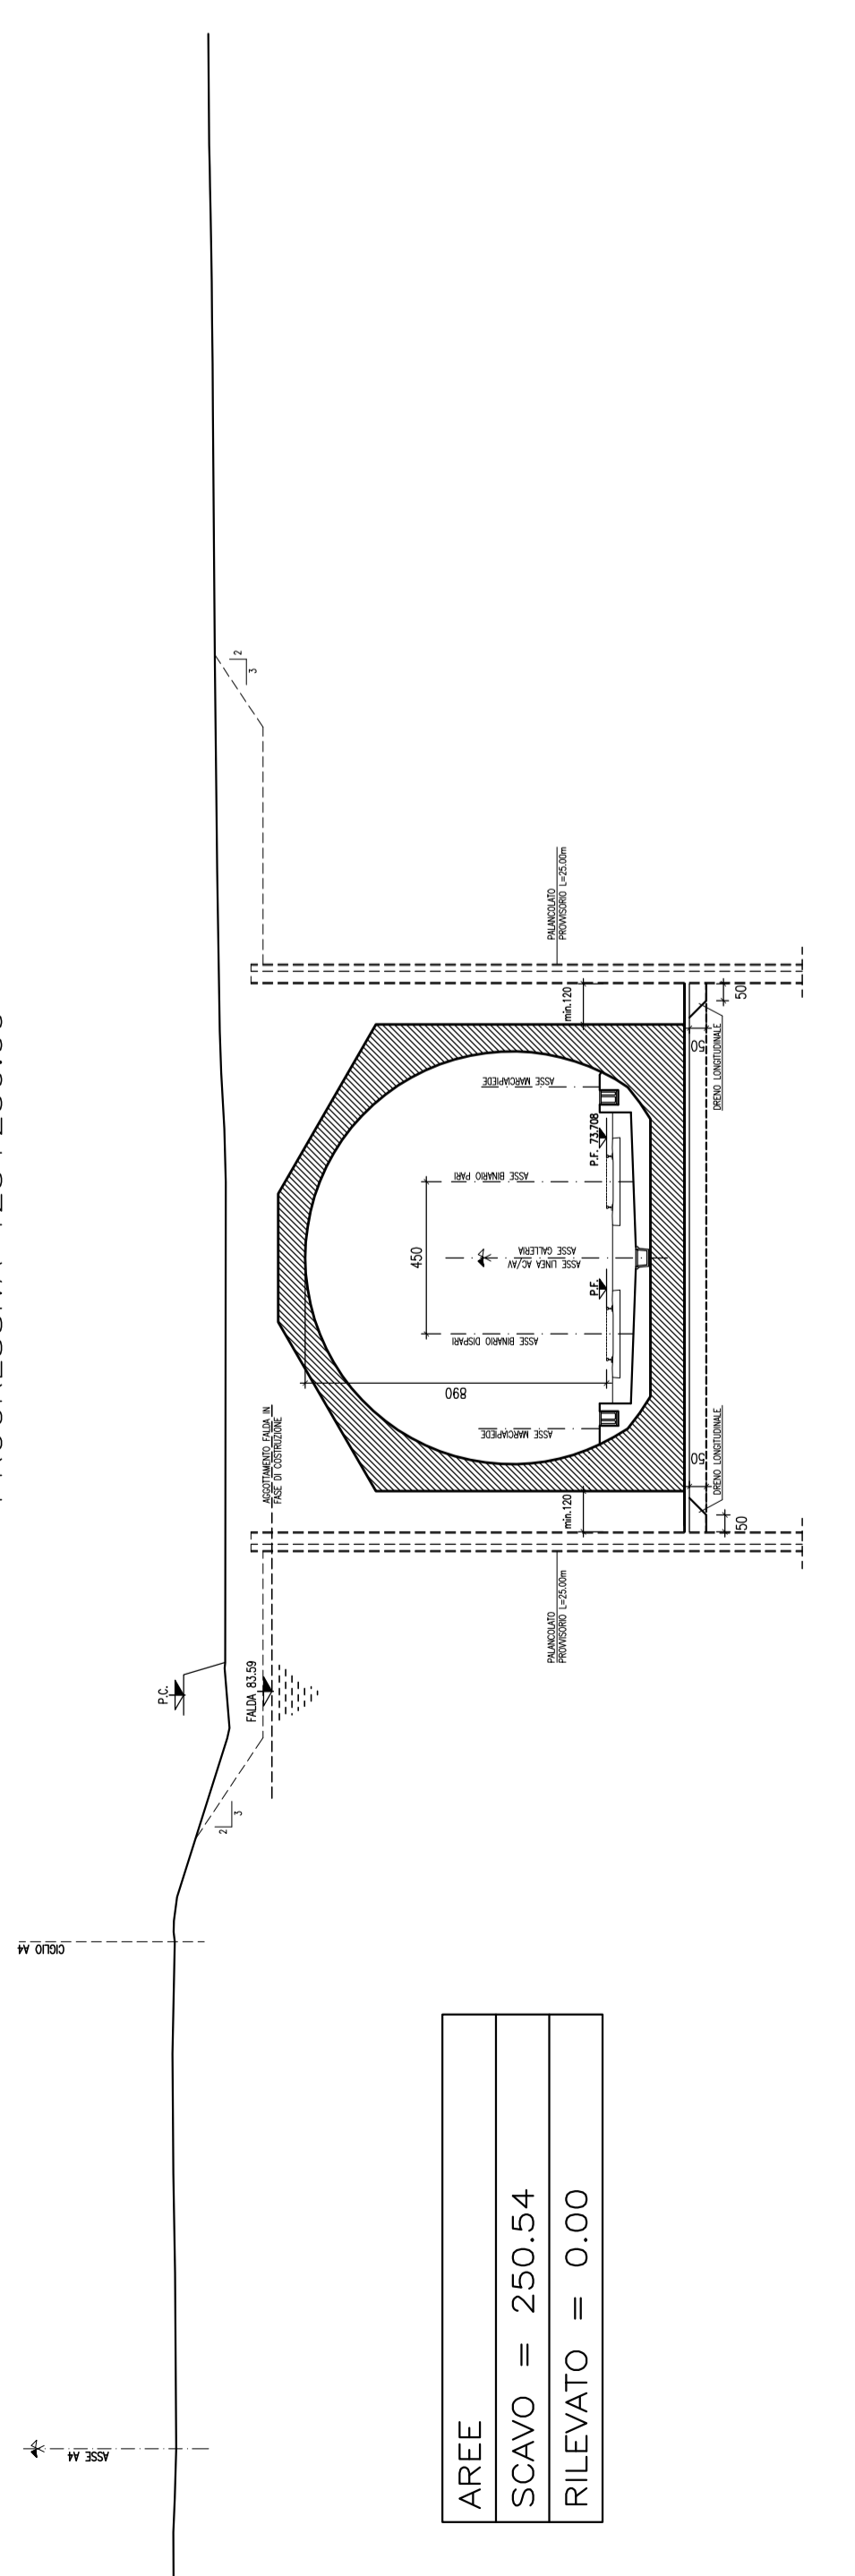 ASSE A4
CIGLIO A4
P.C.
FALDA 83.59
2
3
AGGOTTAMENTO FALDA IN
FASE DI COSTRUZIONE
2
3
PALANCOLATO
PROVVISORIO L=25.00m
PALANCOLATO
PROVVISORIO L=25.00m
min.120
min.120
ASSE MARCIAPIEDE
ASSE BINARIO DISPARI
ASSE LINEA AC/AV
ASSE GALLERIA
ASSE BINARIO PARI
ASSE MARCIAPIEDE
450
890
P.F.
P.F. 73.708
50
50
DRENO LONGITUDINALE
50
50
DRENO LONGITUDINALE
AREE
SCAVO = 250.54
RILEVATO = 0.00